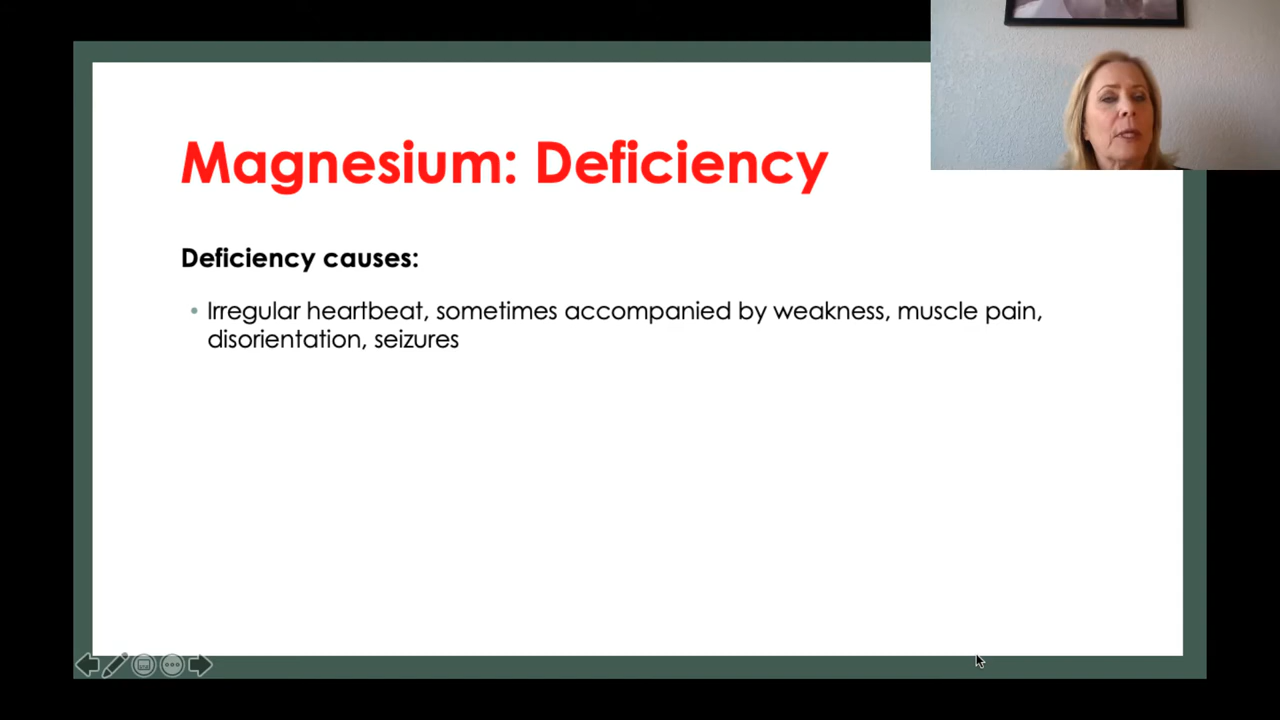 Magnesium: Deficiency
Deficiency causes:
• Irregular heartbeat, sometimes accompanied by weakness, muscle pain,
disorientation, seizures